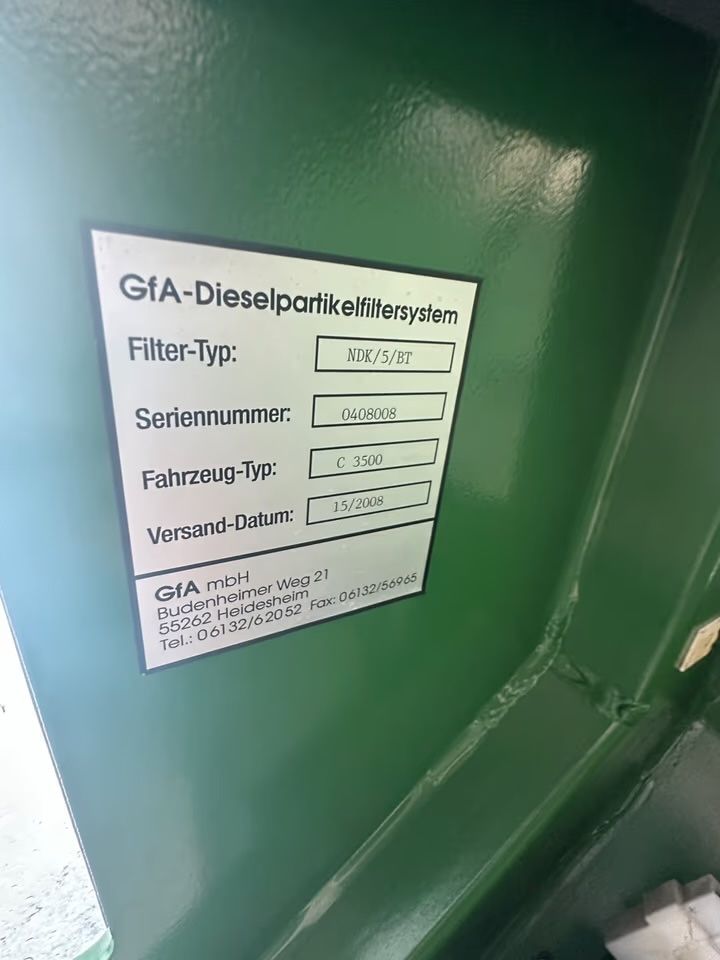 GfA-Dieselpartikelfiltersystem
Filter-Typ: NDK/5/BT
Seriennummer: 0408008
Fahrzeug-Typ: C 3500
Versand-Datum: 15/2008
GfA mbH
Budenheimer Weg 21
55262 Heidesheim
Tel.: 06132/62052 Fax: 06132/56965